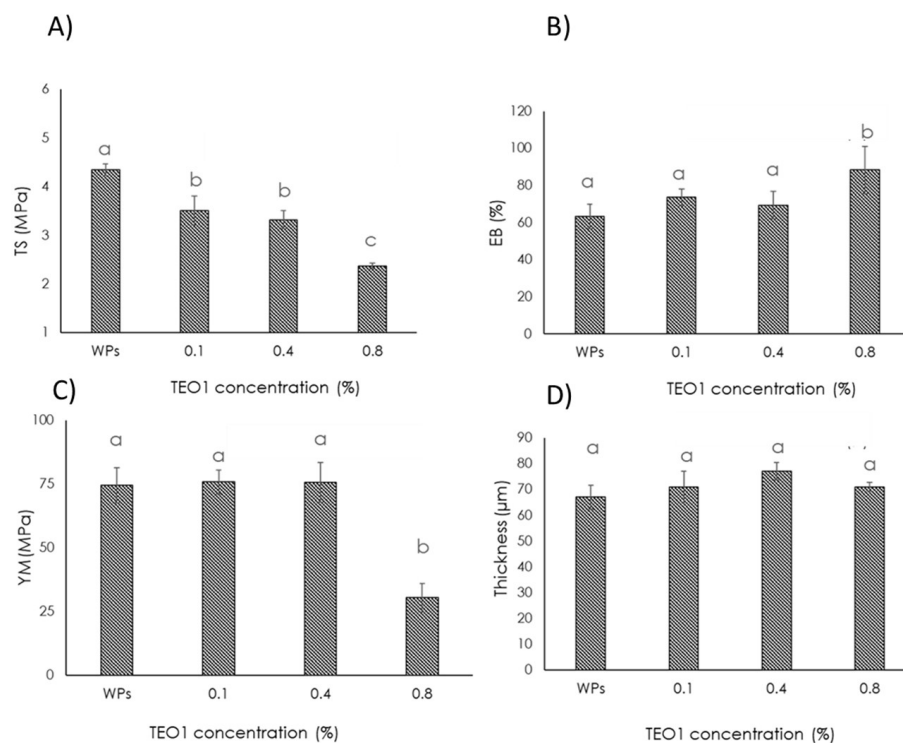 A)
6
5
4
3
2
1
TS (MPa)
a
b
b
c
WPs 0.1 0.4 0.8
TEO1 concentration (%)
B)
120
100
80
60
40
20
0
EB (%)
a
a
a
b
WPs 0.1 0.4 0.8
TEO1 concentration (%)
C)
100
75
50
25
0
YM(MPa)
a
a
a
b
WPs 0.1 0.4 0.8
TEO1 concentration (%)
D)
90
80
70
60
50
40
30
20
10
0
Thickness (µm)
a
a
a
a
WPs 0.1 0.4 0.8
TEO1 concentration (%)